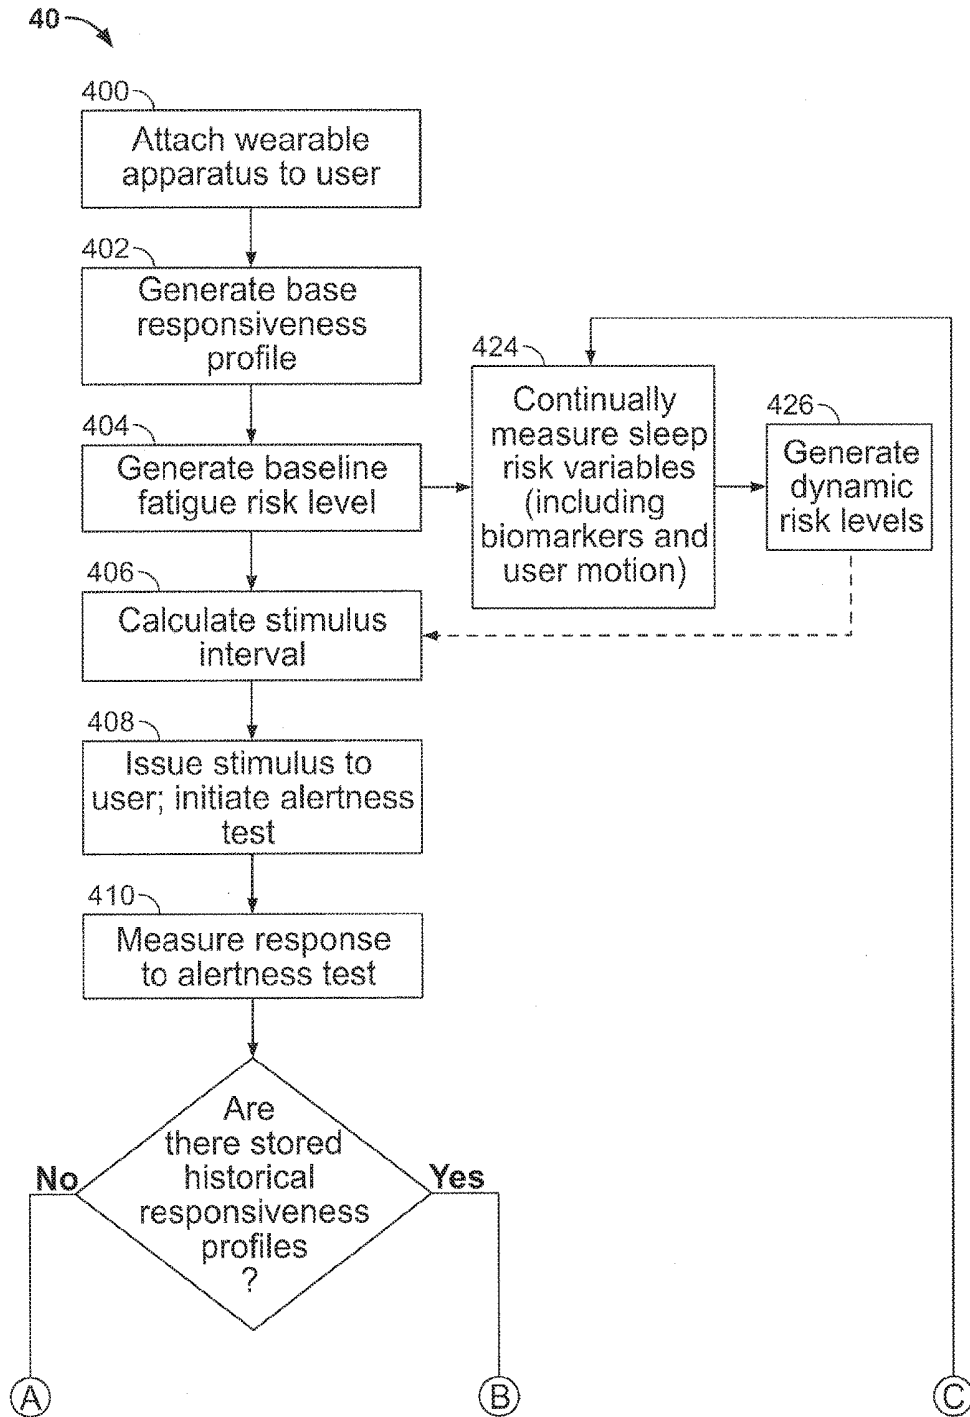 40
400
Attach wearable
apparatus to user
402
Generate base
responsiveness
profile
404
Generate baseline
fatigue risk level
424
Continually
measure sleep
risk variables
(including
biomarkers and
user motion)
426
Generate
dynamic
risk levels
406
Calculate stimulus
interval
408
Issue stimulus to
user; initiate alertness
test
410
Measure response
to alertness test
Are
there stored
historical
responsiveness
profiles
?
No
Yes
A
B
C